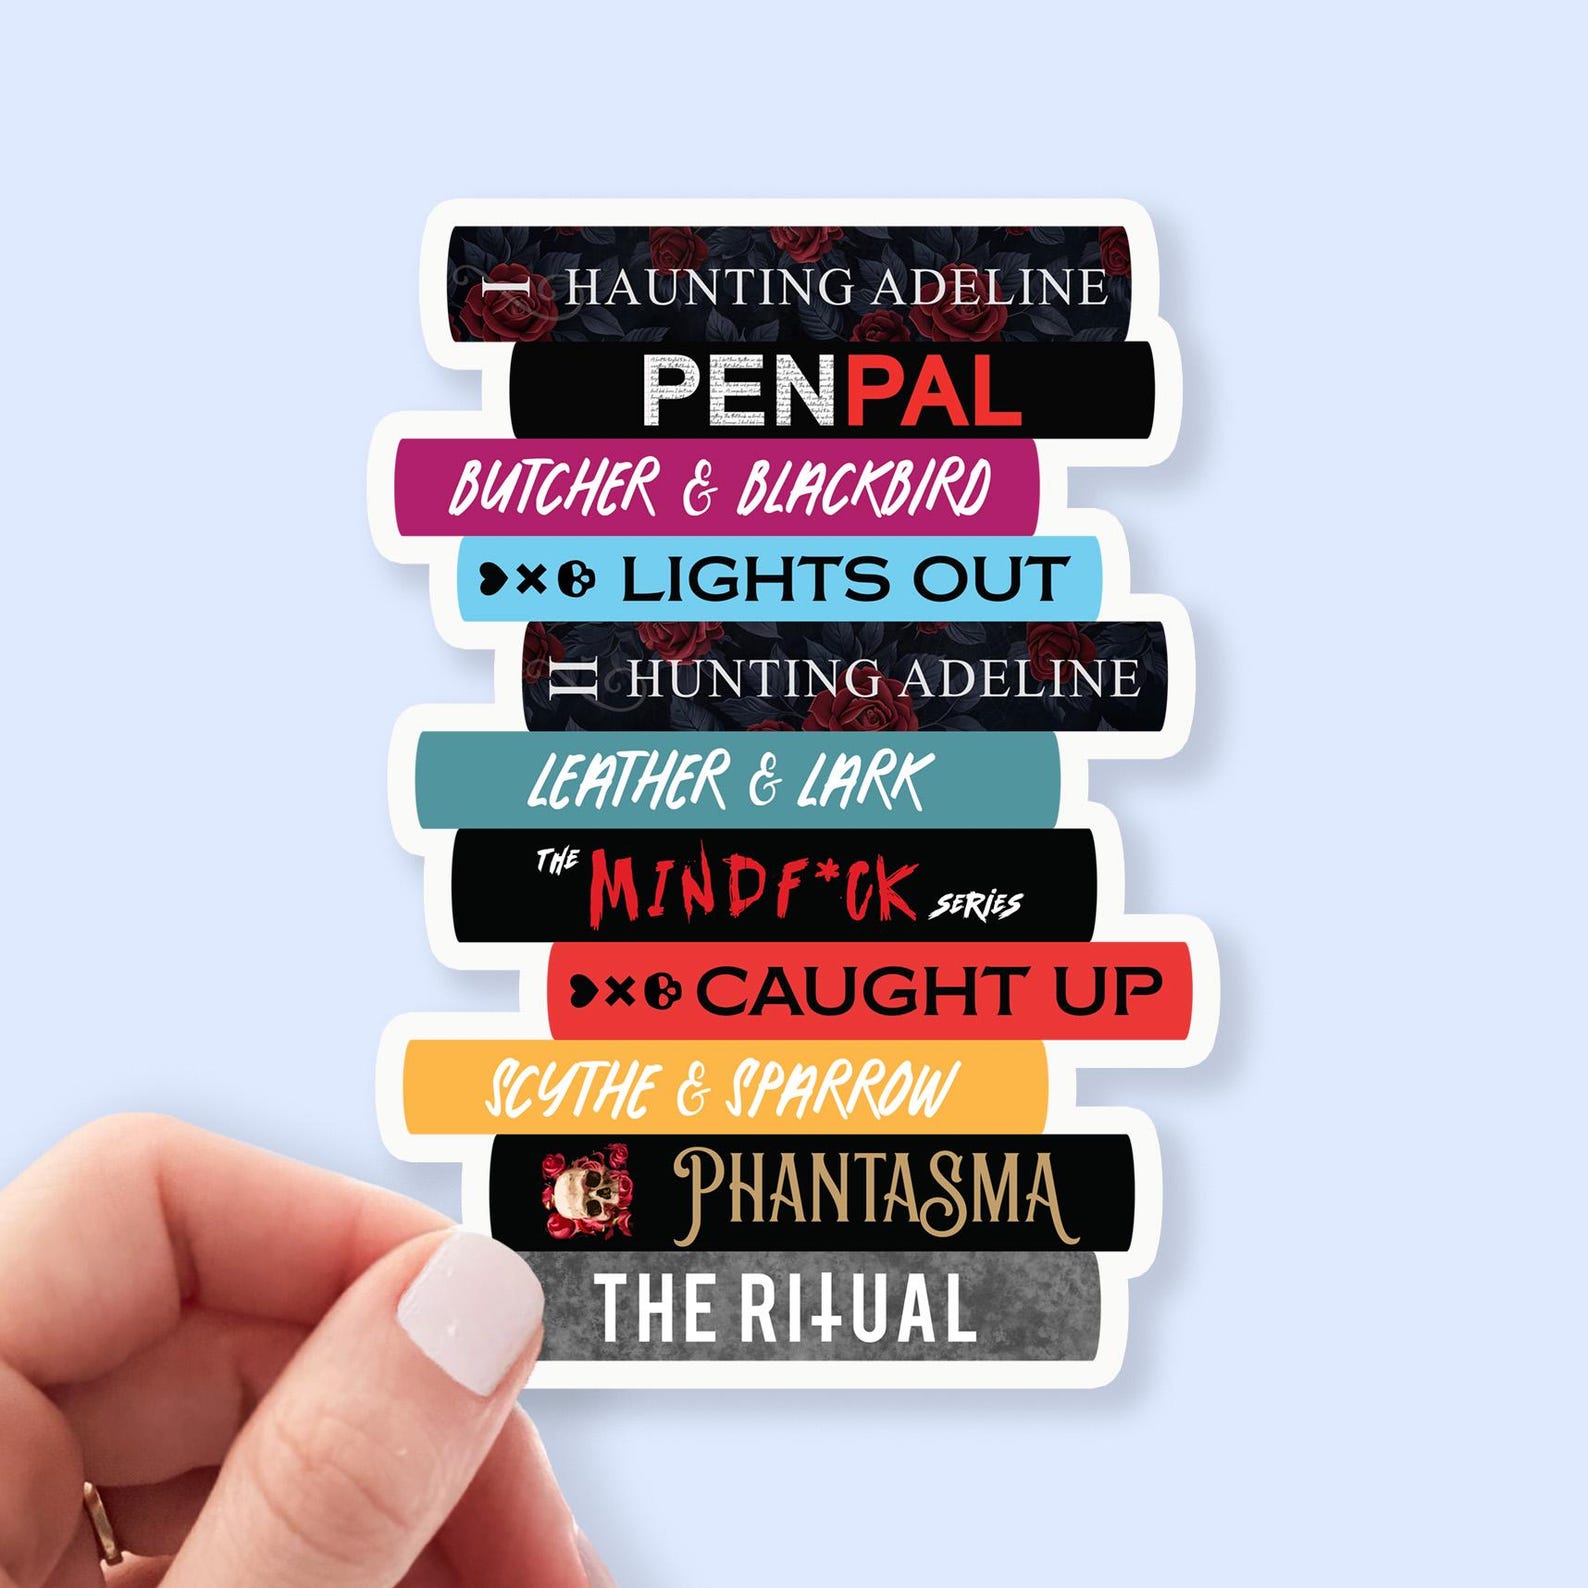 I HAUNTING ADELINE
PENPAL
BUTCHER & BLACKBIRD
LIGHTS OUT
II HUNTING ADELINE
LEATHER & LARK
THE MINDF*CK SERIES
CAUGHT UP
SCYTHE & SPARROW
PHANTASMA
THE RITUAL